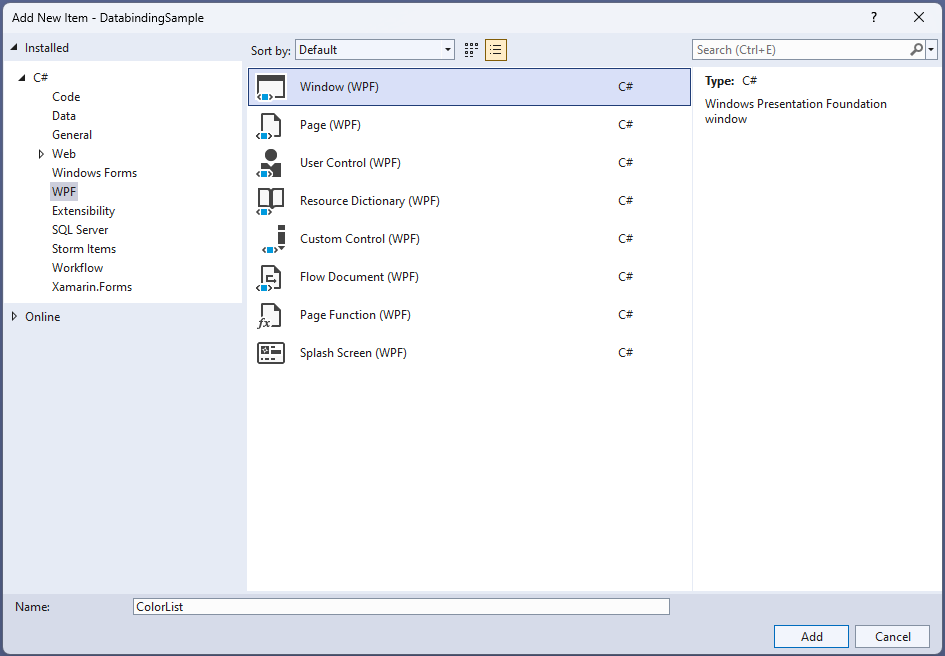 Add New Item - DatabindingSample
?
Installed
Sort by: Default
Search (Ctrl+E)
C#
Code
Data
General
Web
Windows Forms
WPF
Extensibility
SQL Server
Storm Items
Workflow
Xamarin.Forms
Online
Window (WPF) C#
Page (WPF) C#
User Control (WPF) C#
Resource Dictionary (WPF) C#
Custom Control (WPF) C#
Flow Document (WPF) C#
Page Function (WPF) C#
Splash Screen (WPF) C#
Type: C#
Windows Presentation Foundation
window
Name: ColorList
Add Cancel